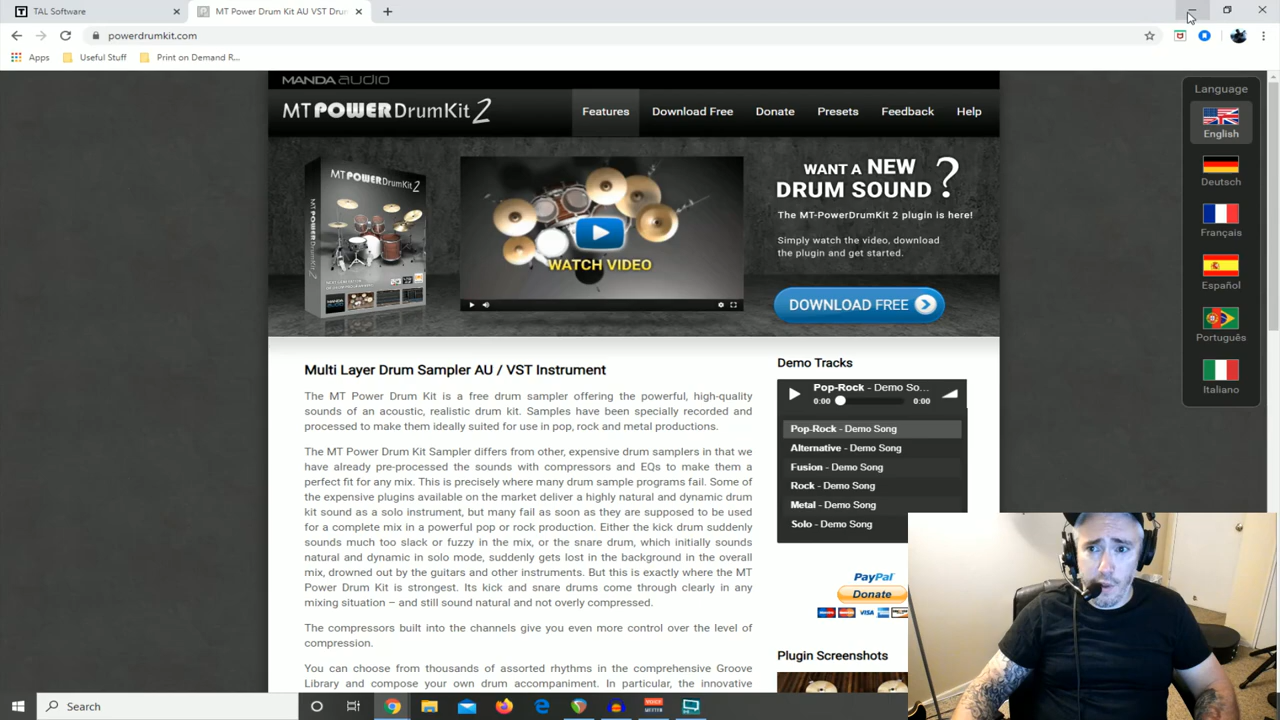 TAL Software
MT Power Drum Kit AU VST Drum
powerdrumkit.com
Apps
Useful Stuff
Print on Demand R...
MANDA audio
MT POWER DrumKit 2
Features
Download Free
Donate
Presets
Feedback
Help
MT POWER DrumKit 2
WATCH VIDEO
WANT A NEW
DRUM SOUND ?
The MT-PowerDrumKit 2 plugin is here!
Simply watch the video, download
the plugin and get started.
DOWNLOAD FREE
Language
English
Deutsch
Français
Español
Português
Italiano
Multi Layer Drum Sampler AU / VST Instrument
The MT Power Drum Kit is a free drum sampler offering the powerful, high-quality
sounds of an acoustic, realistic drum kit. Samples have been specially recorded and
processed to make them ideally suited for use in pop, rock and metal productions.
The MT Power Drum Kit Sampler differs from other, expensive drum samplers in that we
have already pre-processed the sounds with compressors and EQs to make them a
perfect fit for any mix. This is precisely where many drum sample programs fail. Some of
the expensive plugins available on the market deliver a highly natural and dynamic drum
kit sound as a solo instrument, but many fail as soon as they are supposed to be used
for a complete mix in a powerful pop or rock production. Either the kick drum suddenly
sounds much too slack or fuzzy in the mix, or the snare drum, which initially sounds
natural and dynamic in solo mode, suddenly gets lost in the background in the overall
mix, drowned out by the guitars and other instruments. But this is exactly where the MT
Power Drum Kit is strongest. Its kick and snare drums come through clearly in any
mixing situation – and still sound natural and not overly compressed.
The compressors built into the channels give you even more control over the level of
compression.
You can choose from thousands of assorted rhythms in the comprehensive Groove
Library and compose your own drum accompaniment. In particular, the innovative
Demo Tracks
Pop-Rock - Demo So...
0:00
0:00
Pop-Rock - Demo Song
Alternative - Demo Song
Fusion - Demo Song
Rock - Demo Song
Metal - Demo Song
Solo - Demo Song
PayPal
Donate
VISA
Plugin Screenshots
Search